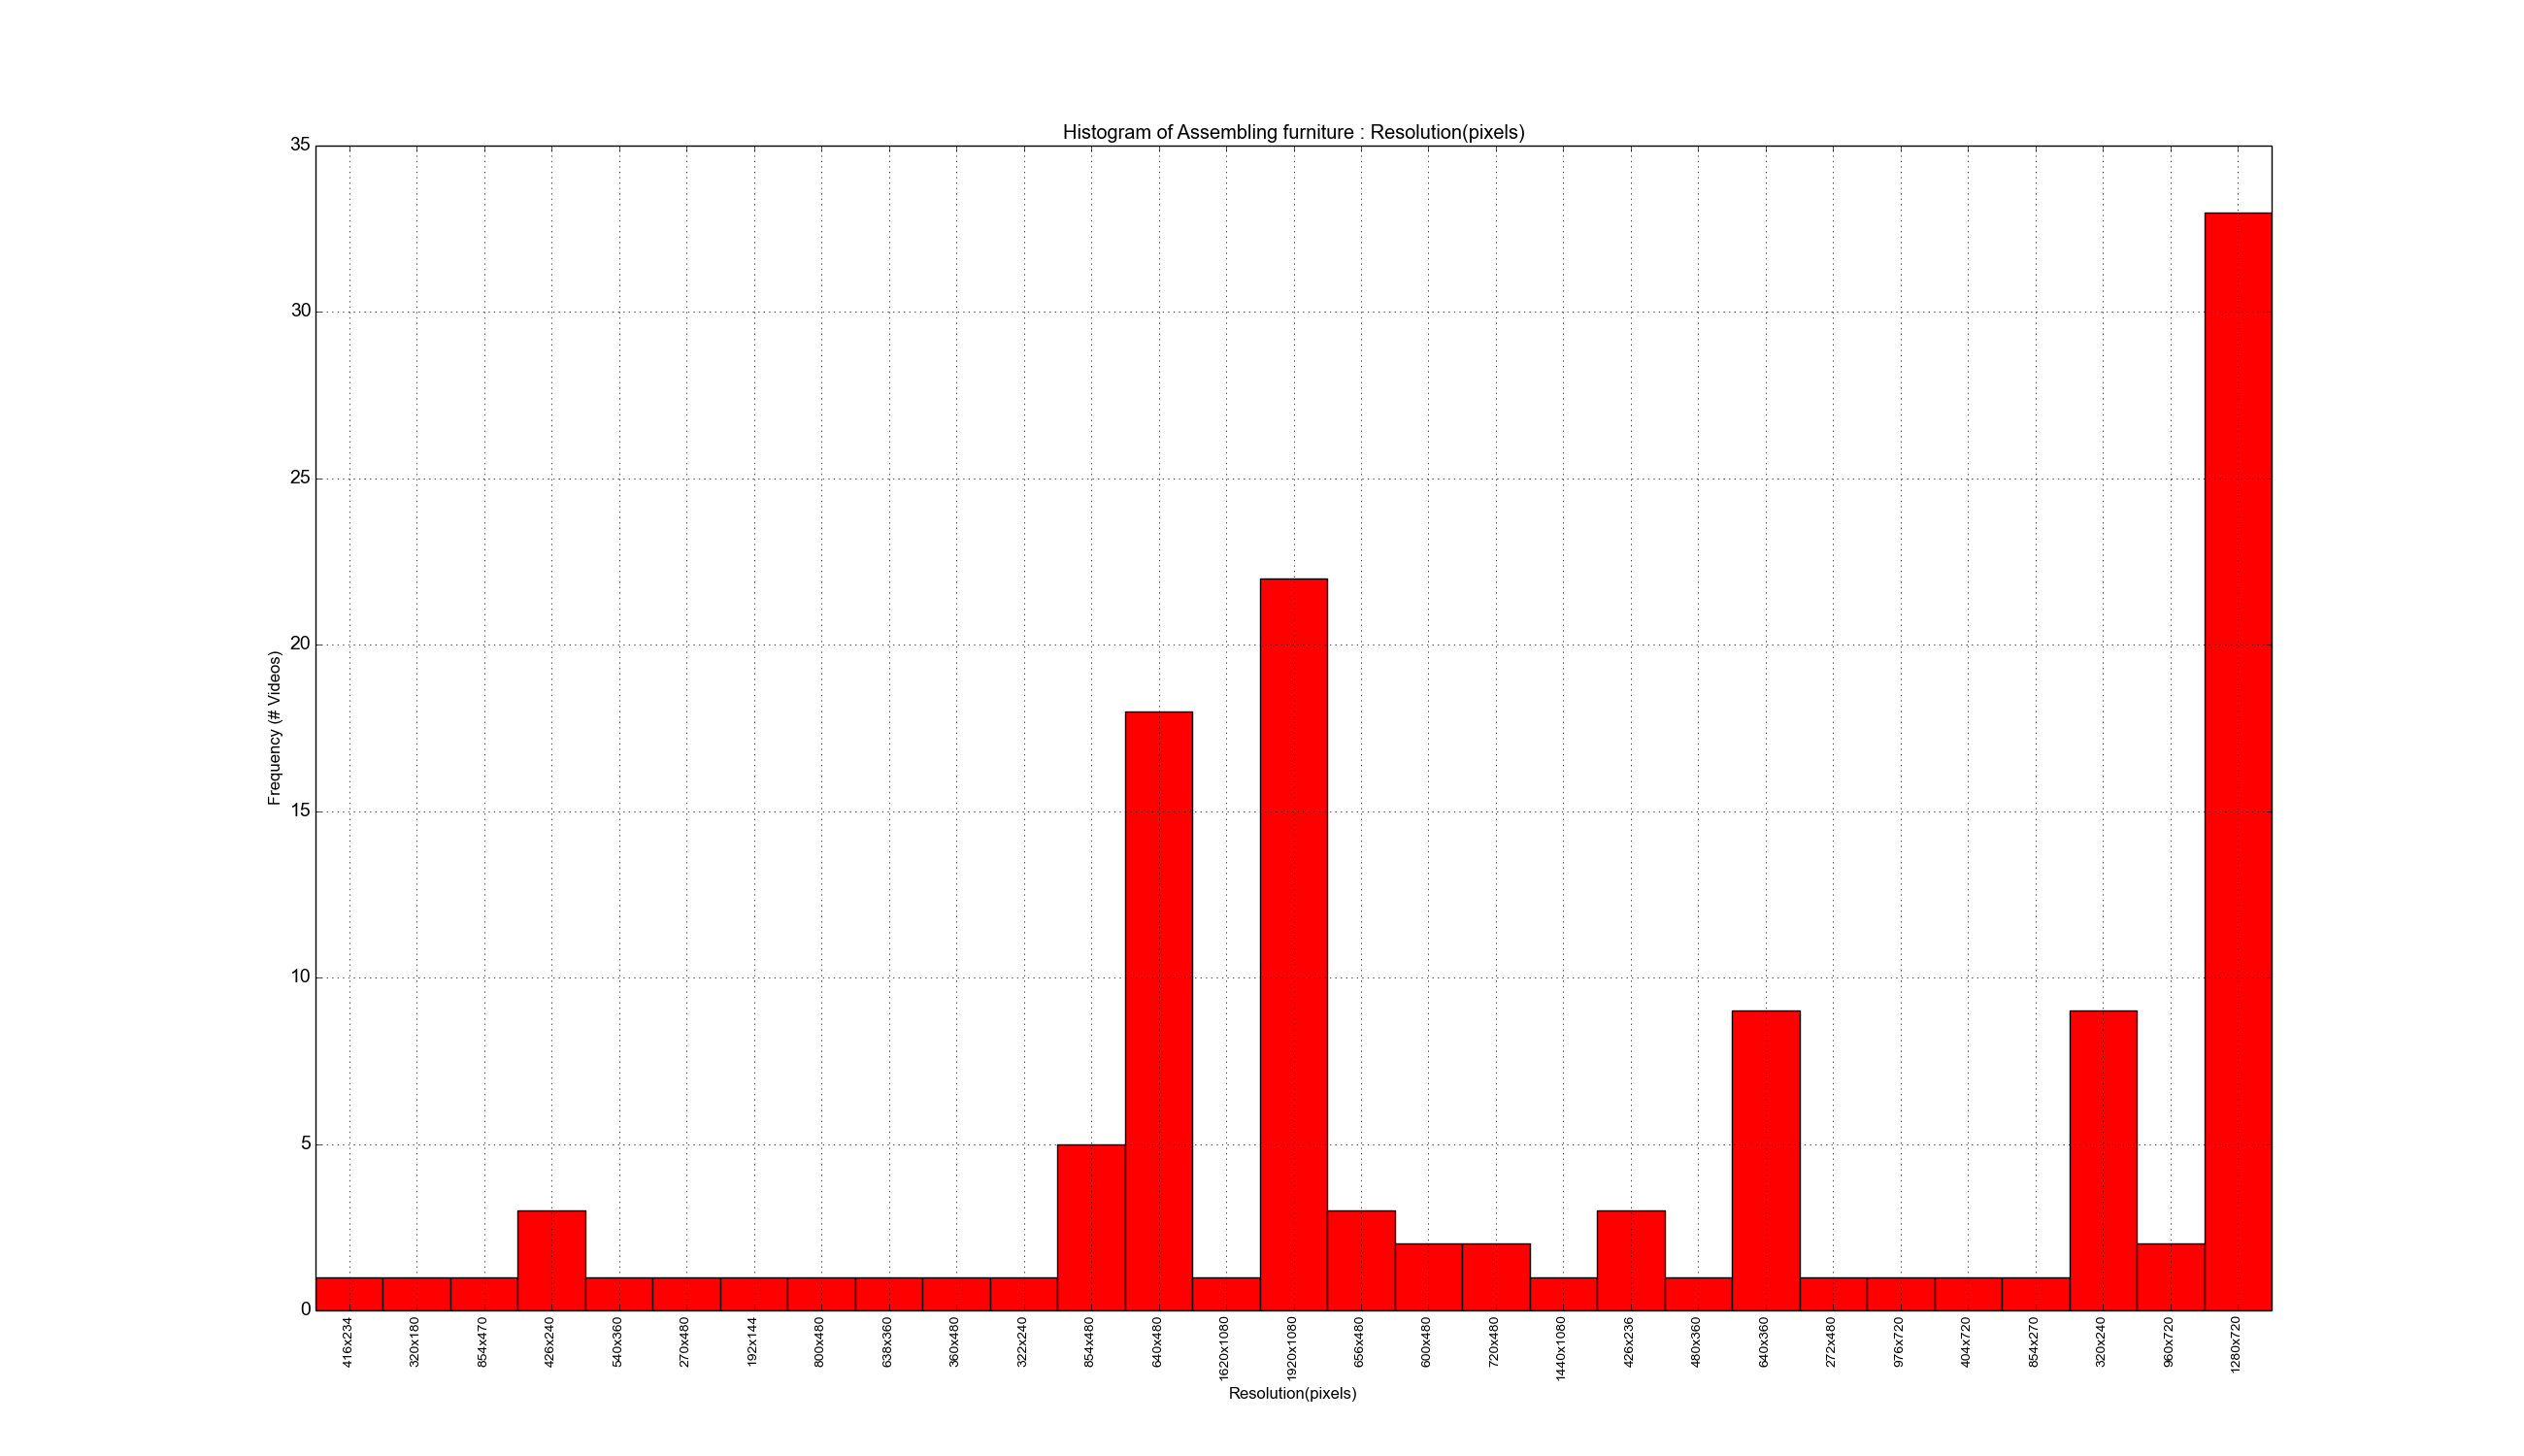 Histogram of Assembling furniture : Resolution(pixels)
35
30
25
20
15
10
5
0
Frequency (# Videos)
416x234
320x180
854x470
426x240
540x360
270x480
192x144
800x480
638x360
360x480
322x240
854x480
640x480
1620x1080
1920x1080
656x480
600x480
720x480
1440x1080
426x236
480x360
640x360
272x480
976x720
404x720
854x270
320x240
960x720
1280x720
Resolution(pixels)